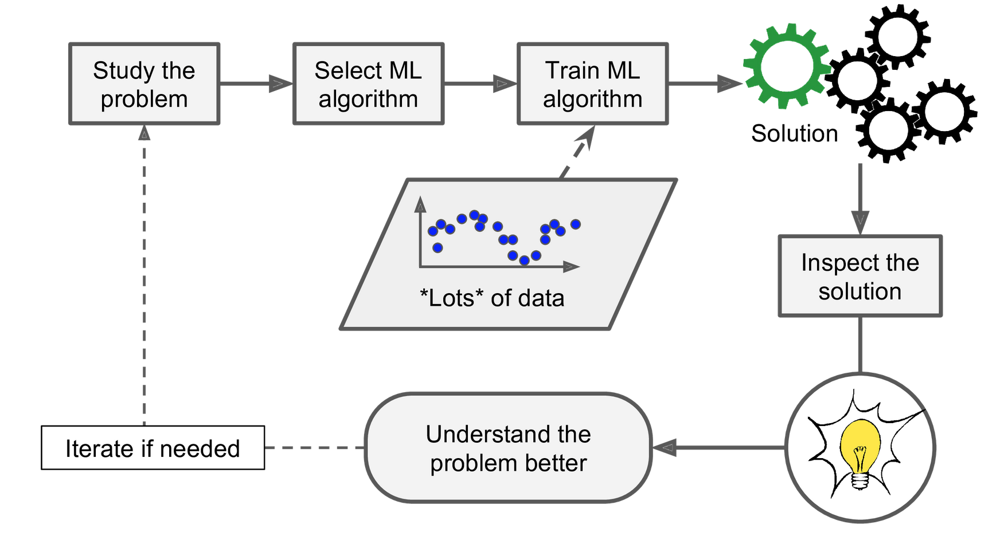 Study the
problem
Select ML
algorithm
Train ML
algorithm
Solution
*Lots* of data
Inspect the
solution
Understand the
problem better
Iterate if needed